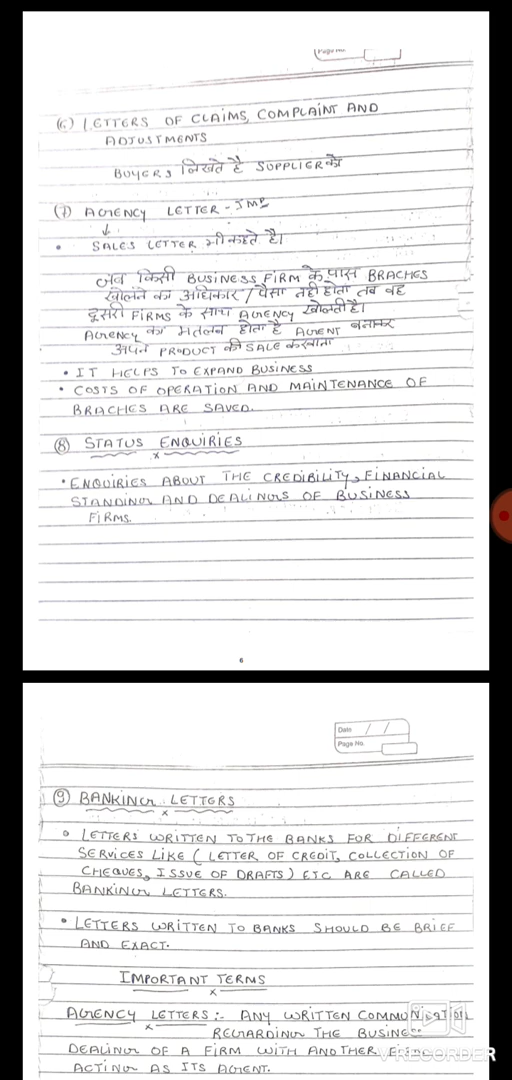 Page No.
(6) LETTERS OF CLAIMS, COMPLAINT AND
ADJUSTMENTS
BUYERS लिखते है SUPPLIER को
(7) AGENCY LETTER - IMP
↓
• SALES LETTER भी कहते है।
जब किसी BUSINESS FIRM के पास BRACHES
खोलने का अधिकार / पैसा नही होता तब वह
दूसरी FIRMS के साथ AGENCY खोलती है।
AGENCY का मतलब होता है AGENT बनाकर
अपने PRODUCT की SALE करवाना
• IT HELPS TO EXPAND BUSINESS
• COSTS OF OPERATION AND MAINTENANCE OF
BRACHES ARE SAVED.
(8) STATUS ENQUIRIES
x
• ENQUIRIES ABOUT THE CREDIBILITY, FINANCIAL
STANDING AND DEALINGS OF BUSINESS
FIRMS.
6
Date / /
Page No.
(9) BANKING LETTERS
x
• LETTERS WRITTEN TO THE BANKS FOR DIFFERENT
SERVICES LIKE ( LETTER OF CREDIT, COLLECTION OF
CHEQUES, ISSUE OF DRAFTS) ETC ARE CALLED
BANKING LETTERS.
• LETTERS WRITTEN TO BANKS SHOULD BE BRIEF
AND EXACT.
IMPORTANT TERMS
x
AGENCY LETTERS :- ANY WRITTEN COMMUNICATION
x
REGARDING THE BUSINESS
DEALING OF A FIRM WITH ANOTHER FIRM
ACTING AS ITS AGENT.
V RECORDER